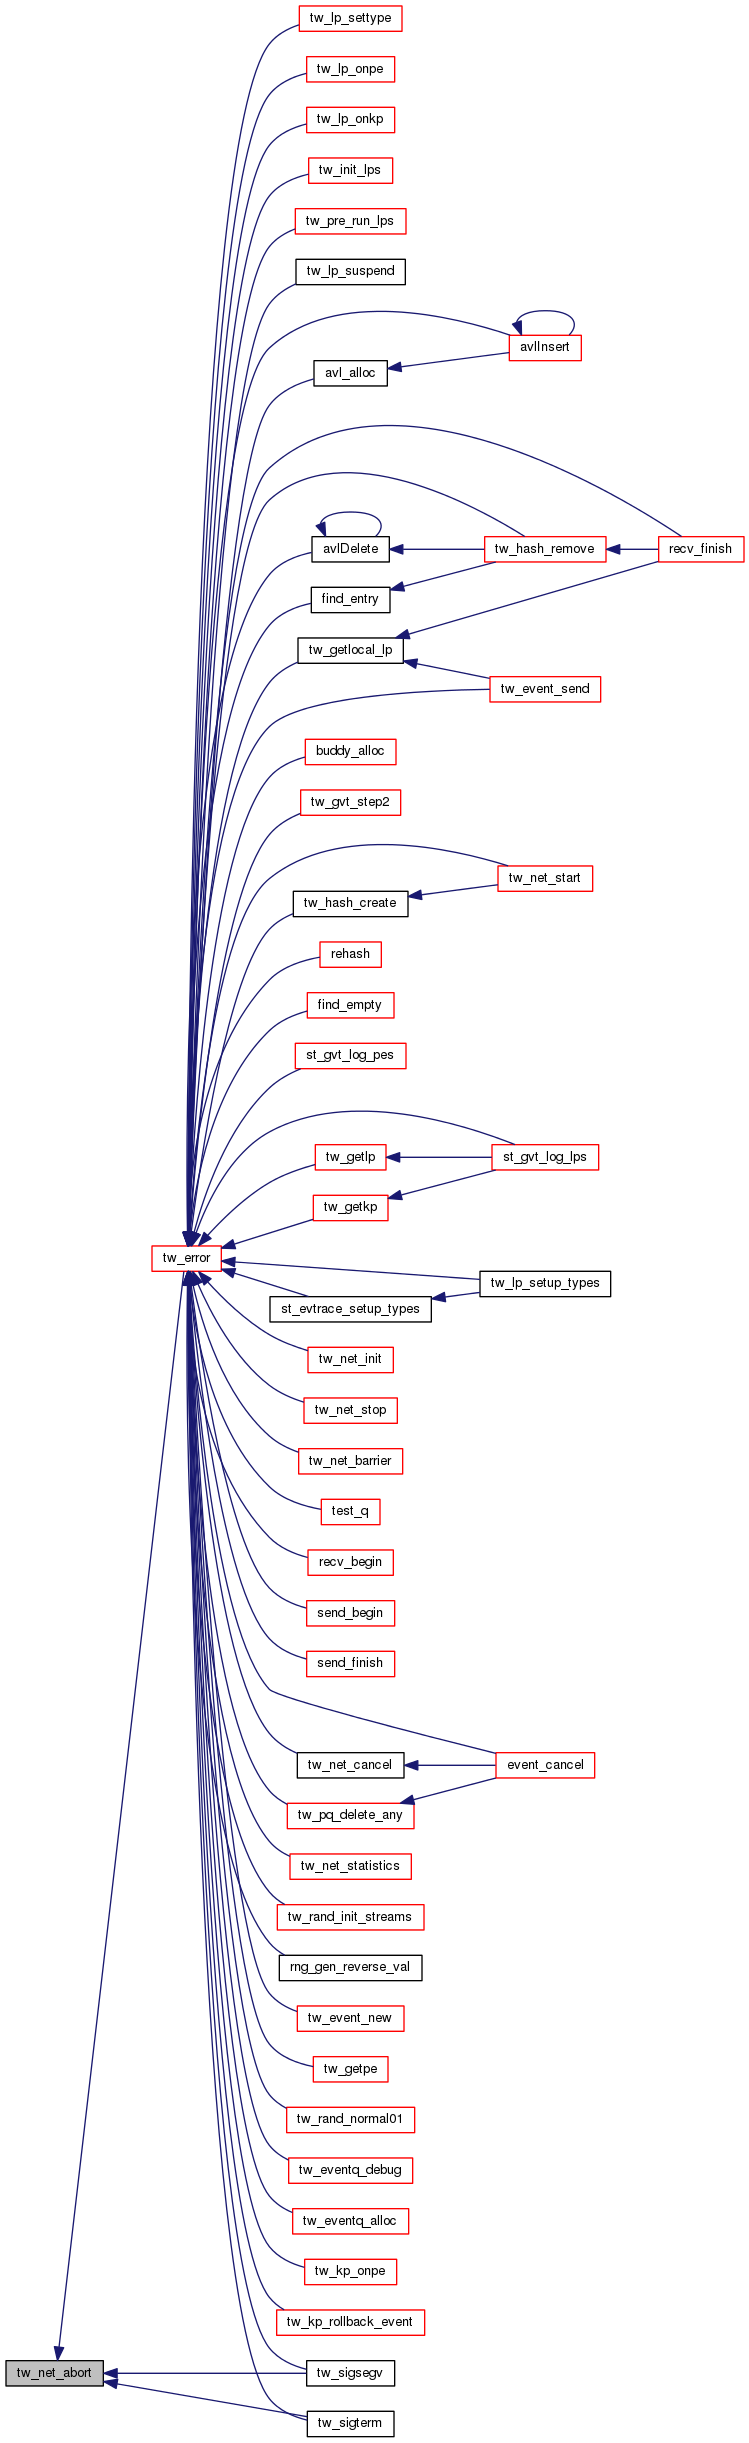 tw_lp_settype
tw_lp_onpe
tw_lp_onkp
tw_init_lps
tw_pre_run_lps
tw_lp_suspend
avlInsert
avl_alloc
avlDelete
tw_hash_remove
recv_finish
find_entry
tw_getlocal_lp
tw_event_send
buddy_alloc
tw_gvt_step2
tw_net_start
tw_hash_create
rehash
find_empty
st_gvt_log_pes
tw_getlp
st_gvt_log_lps
tw_getkp
tw_error
tw_lp_setup_types
st_evtrace_setup_types
tw_net_init
tw_net_stop
tw_net_barrier
test_q
recv_begin
send_begin
send_finish
tw_net_cancel
event_cancel
tw_pq_delete_any
tw_net_statistics
tw_rand_init_streams
rng_gen_reverse_val
tw_event_new
tw_getpe
tw_rand_normal01
tw_eventq_debug
tw_eventq_alloc
tw_kp_onpe
tw_kp_rollback_event
tw_net_abort
tw_sigsegv
tw_sigterm